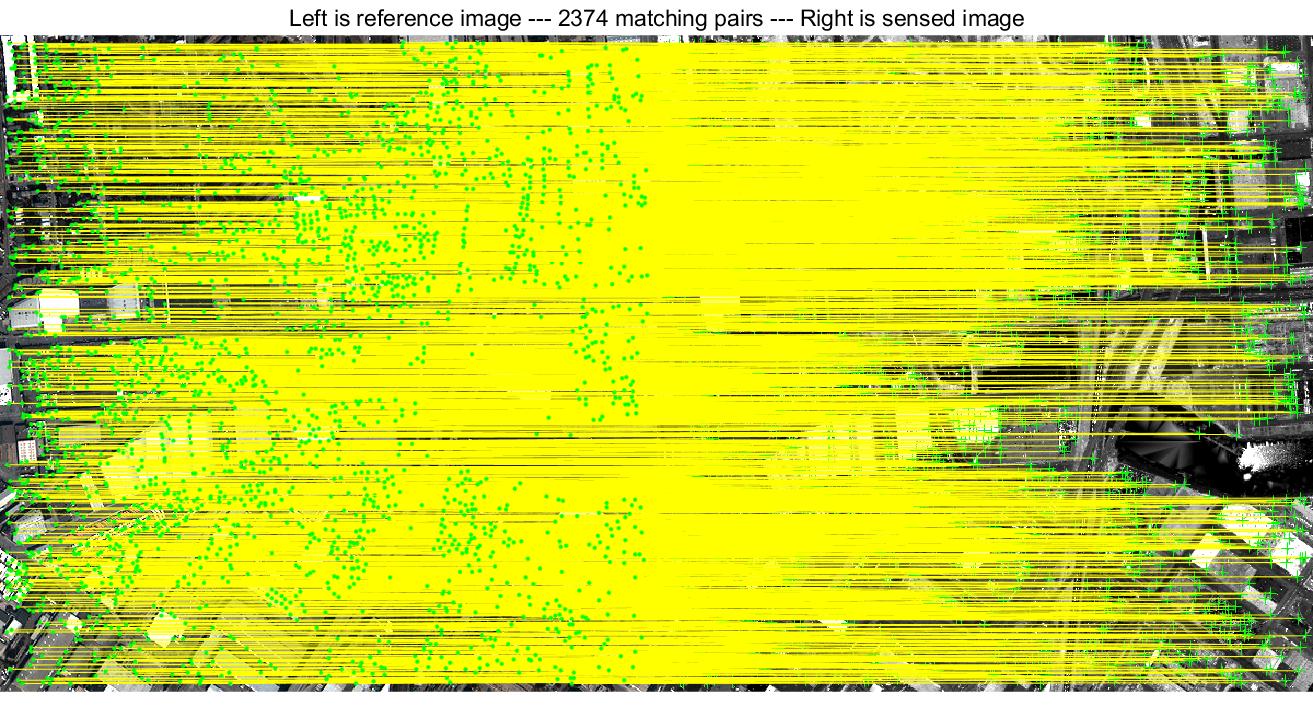 Left is reference image --- 2374 matching pairs --- Right is sensed image